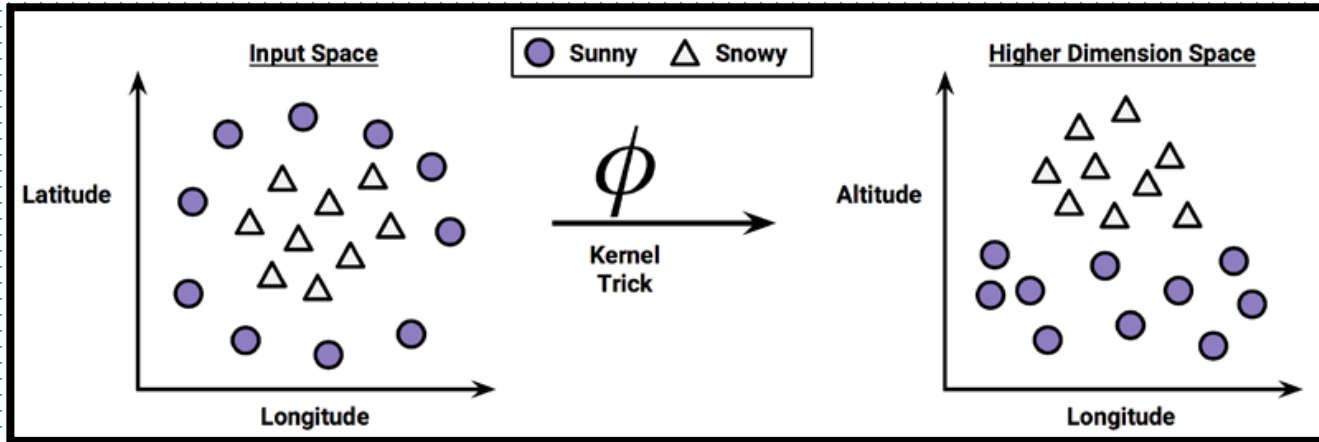 Input Space
Sunny
Snowy
Higher Dimension Space
Latitude
Longitude
ϕ
Kernel
Trick
Altitude
Longitude